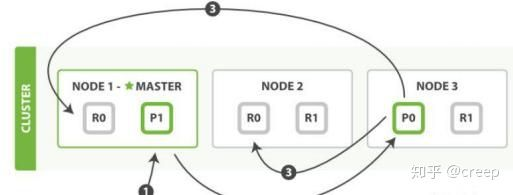 3
CLUSTER
NODE 1 - ★ MASTER
NODE 2
NODE 3
R0
P1
R0
R1
P0
R1
3
1
知乎 @creep